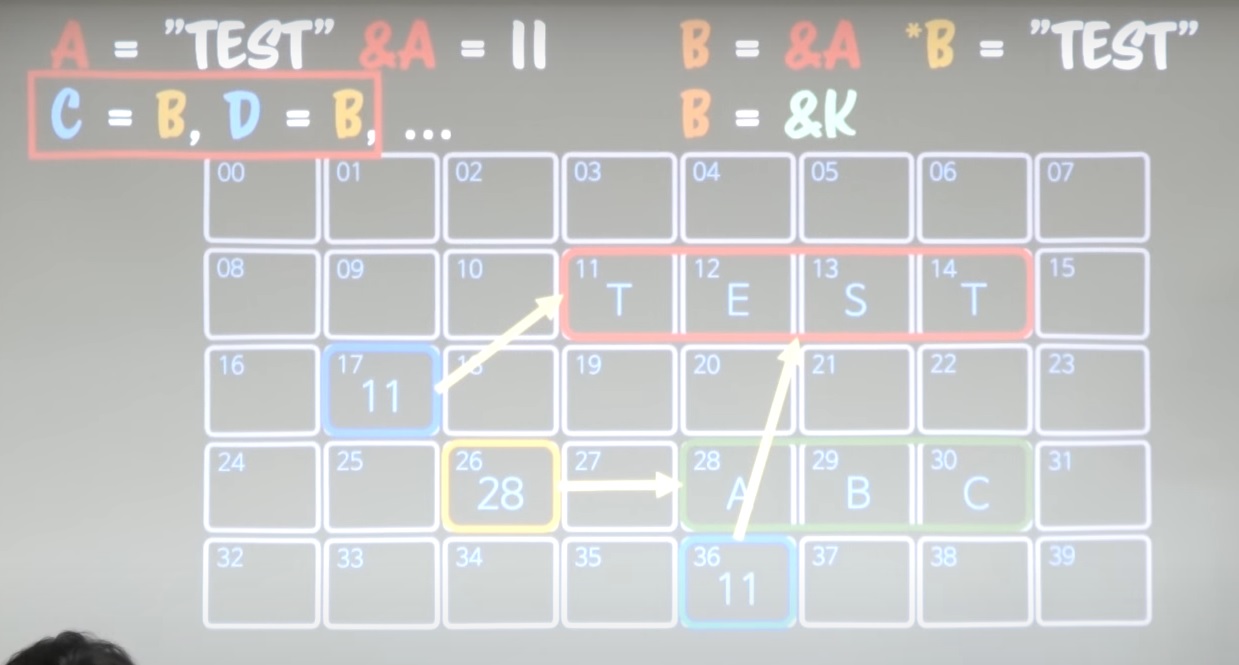 A = "TEST" &A = 11 B = &A *B = "TEST"
C = B, D = B, ... B = &K
00 01 02 03 04 05 06 07
08 09 10 11 T 12 E 13 S 14 T 15
16 17 11 18 19 20 21 22 23
24 25 26 28 27 28 A 29 B 30 C 31
32 33 34 35 36 11 37 38 39